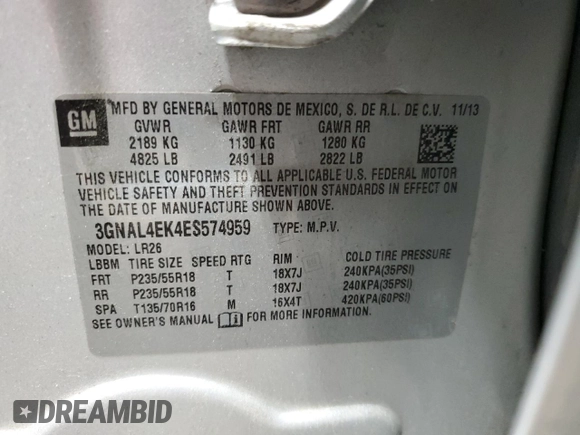 GM
MFD BY GENERAL MOTORS DE MEXICO, S. DE R.L. DE C.V. 11/13
GVWR GAWR FRT GAWR RR
2189 KG 1130 KG 1280 KG
4825 LB 2491 LB 2822 LB
THIS VEHICLE CONFORMS TO ALL APPLICABLE U.S. FEDERAL MOTOR
VEHICLE SAFETY AND THEFT PREVENTION STANDARDS IN EFFECT ON
THE DATE OF MANUFACTURE SHOWN ABOVE.
3GNAL4EK4ES574959 TYPE: M.P.V.
MODEL: LR26
LBBM TIRE SIZE SPEED RTG RIM COLD TIRE PRESSURE
FRT P235/55R18 T 18X7J 240KPA(35PSI)
RR P235/55R18 T 18X7J 240KPA(35PSI)
SPA T135/70R16 M 16X4T 420KPA(60PSI)
SEE OWNER'S MANUAL FOR MORE INFORMATION.
DREAMBID